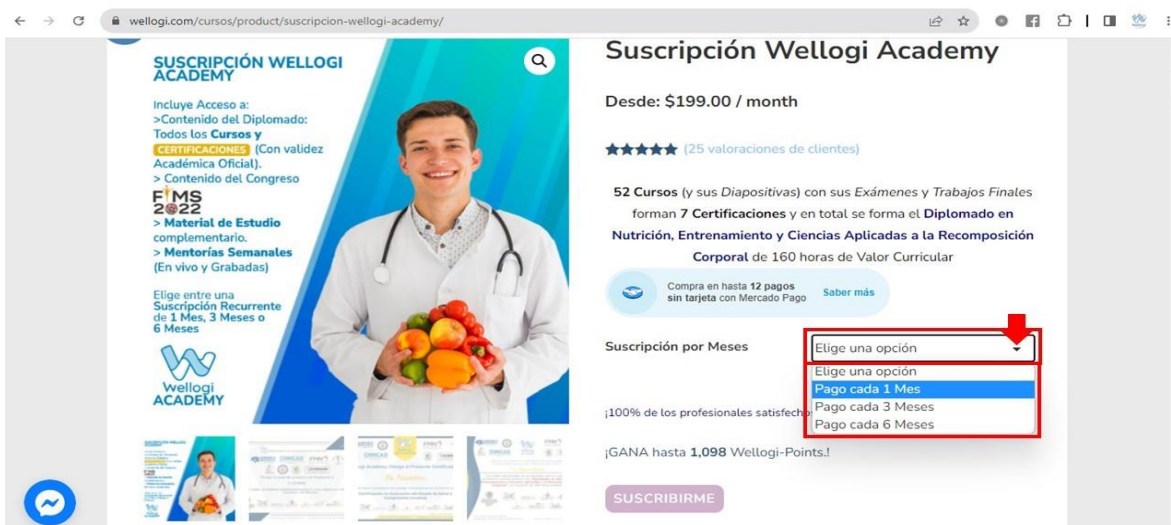 wellogi.com/cursos/product/suscripcion-wellogi-academy/
SUSCRIPCIÓN WELLOGI
ACADEMY
Incluye Acceso a:
>Contenido del Diplomado:
Todos los Cursos y
CERTIFICACIONES (Con validez
Académica Oficial).
> Contenido del Congreso
FIMS
2022
> Material de Estudio
complementario.
> Mentorías Semanales
(En vivo y Grabadas)
Elige entre una
Suscripción Recurrente
de 1 Mes, 3 Meses o
6 Meses
Wellogi
ACADEMY
Suscripción Wellogi Academy
Desde: $199.00 / month
(25 valoraciones de clientes)
52 Cursos (y sus Diapositivas) con sus Exámenes y Trabajos Finales
forman 7 Certificaciones y en total se forma el Diplomado en
Nutrición, Entrenamiento y Ciencias Aplicadas a la Recomposición
Corporal de 160 horas de Valor Curricular
Compra en hasta 12 pagos
sin tarjeta con Mercado Pago
Saber más
Suscripción por Meses
Elige una opción
Elige una opción
Pago cada 1 Mes
Pago cada 3 Meses
Pago cada 6 Meses
¡100% de los profesionales
¡GANA hasta 1,098 Wellogi-Points.!
SUSCRIBIRME